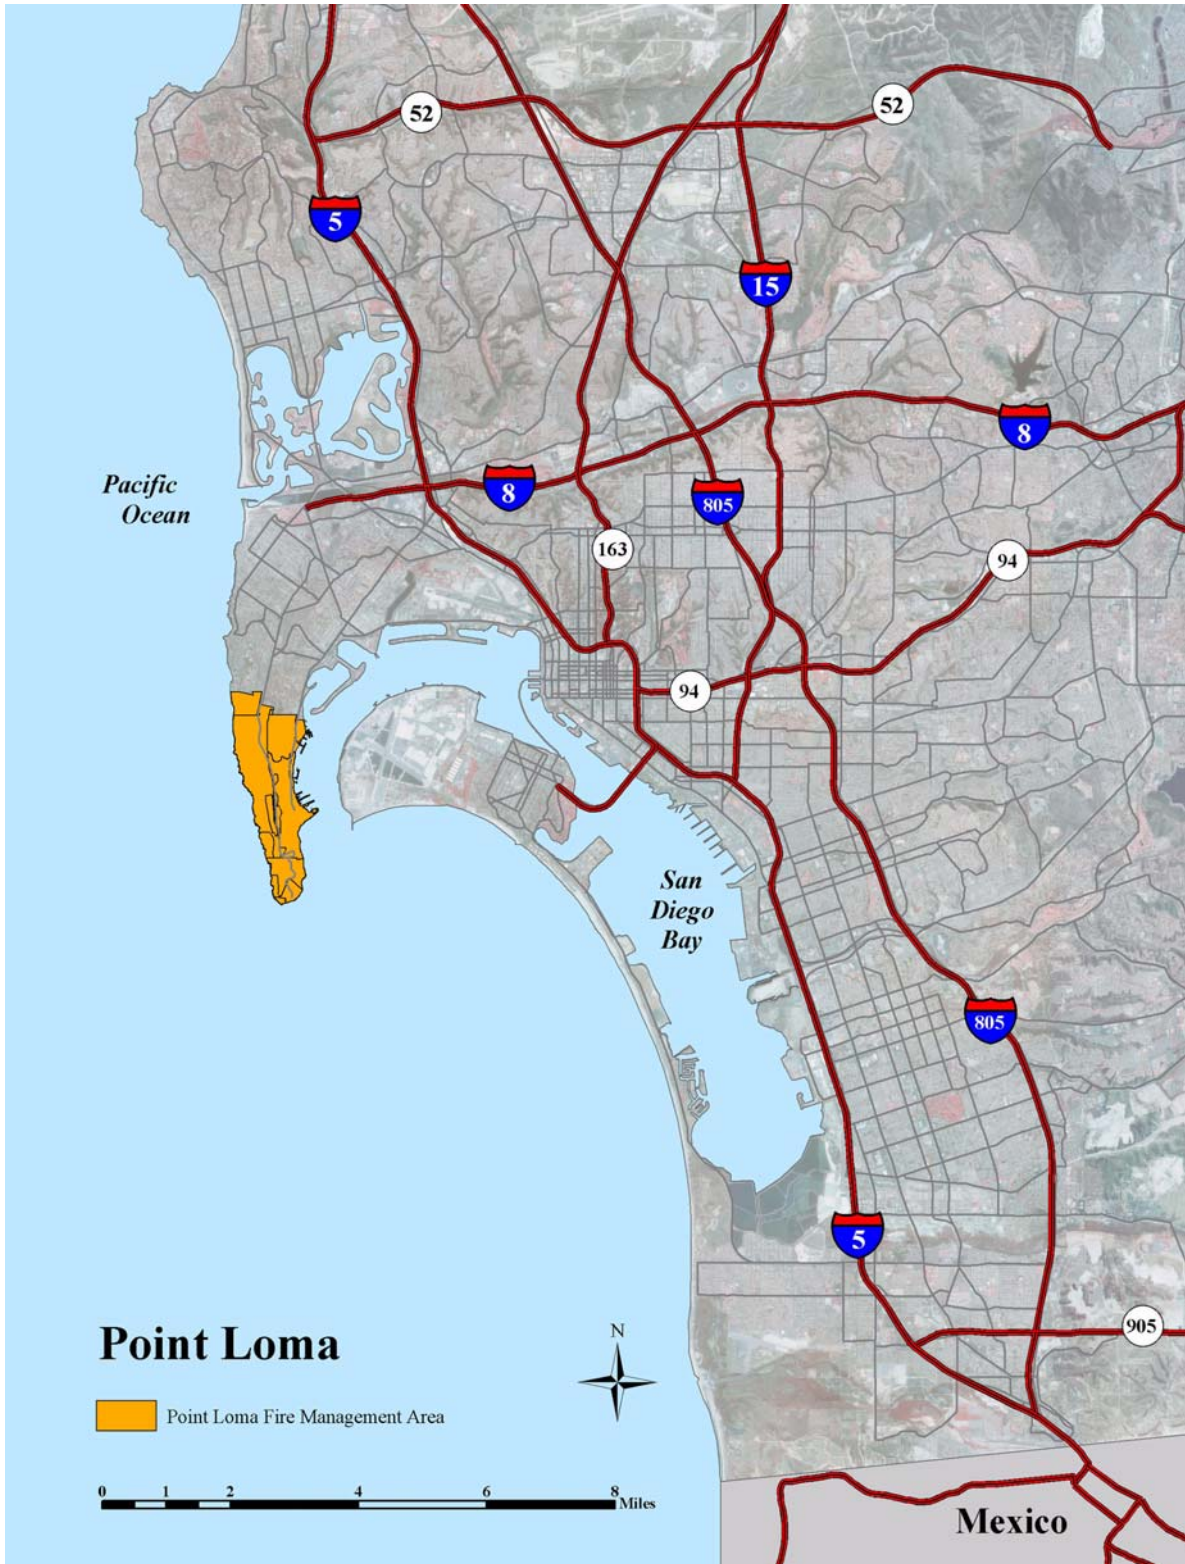 52
52
5
15
8
Pacific
Ocean
8
805
163
94
94
San
Diego
Bay
805
5
905
Point Loma
N
Point Loma Fire Management Area
0 1 2 4 6 8 Miles
Mexico